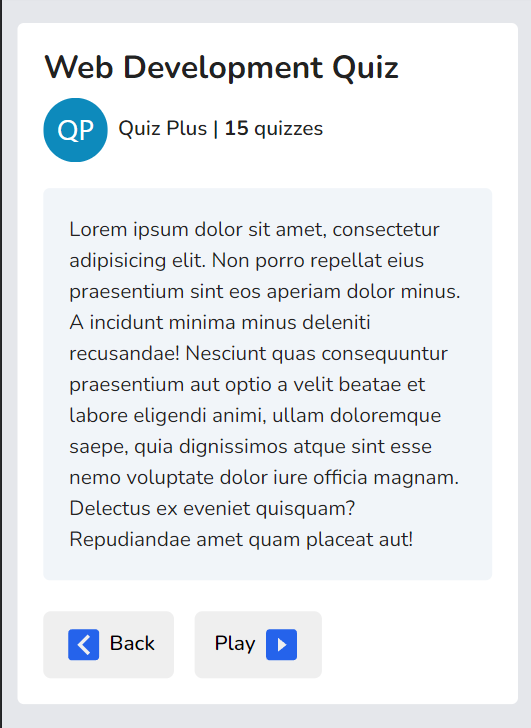 Web Development Quiz
QP
Quiz Plus | 15 quizzes
Lorem ipsum dolor sit amet, consectetur
adipisicing elit. Non porro repellat eius
praesentium sint eos aperiam dolor minus.
A incidunt minima minus deleniti
recusandae! Nesciunt quas consequuntur
praesentium aut optio a velit beatae et
labore eligendi animi, ullam doloremque
saepe, quia dignissimos atque sint esse
nemo voluptate dolor iure officia magnam.
Delectus ex eveniet quisquam?
Repudiandae amet quam placeat aut!
Back
Play